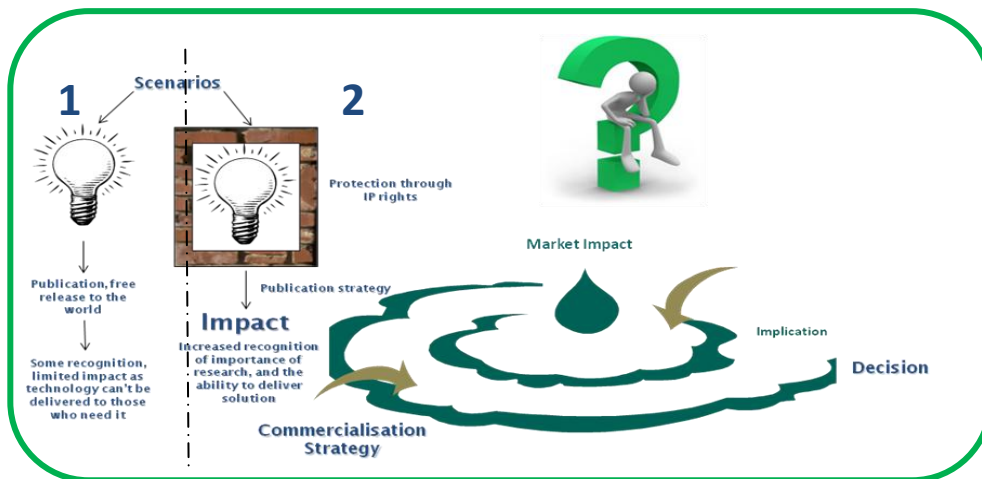 Scenarios
1
2
Protection through
IP rights
Publication, free
release to the
world
Some recognition,
limited impact as
technology can't be
delivered to those
who need it
Publication strategy
Impact
Increased recognition
of importance of
research, and the
ability to deliver
solution
Market Impact
Implication
Decision
Commercialisation
Strategy